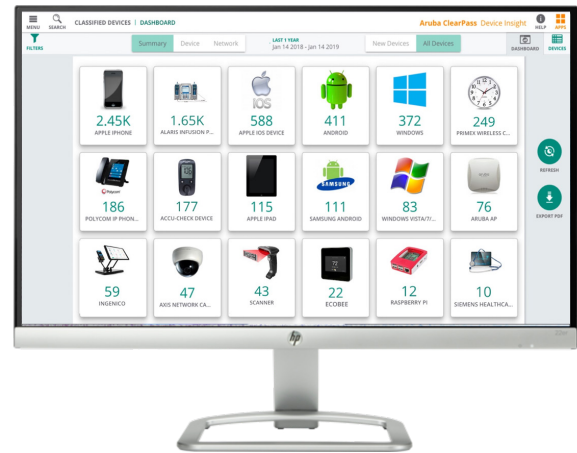 MENU
SEARCH
CLASSIFIED DEVICES | DASHBOARD
Aruba ClearPass Device Insight
HELP
APPS
FILTERS
Summary Device Network
LAST 1 YEAR
Jan 14 2018 - Jan 14 2019
New Devices All Devices
DASHBOARD
DEVICES
2.45K
APPLE IPHONE
1.65K
ALARIS INFUSION P...
iOS
588
APPLE IOS DEVICE
411
ANDROID
372
WINDOWS
249
PRIMEX WIRELESS C...
REFRESH
Polycom
186
POLYCOM IP PHON...
177
ACCU-CHECK DEVICE
115
APPLE IPAD
SAMSUNG
111
SAMSUNG ANDROID
83
WINDOWS VISTA/7/...
76
ARUBA AP
EXPORT PDF
59
INGENICO
47
AXIS NETWORK CA...
43
SCANNER
22
ECOBEE
12
RASPBERRY PI
10
SIEMENS HEALTHCA...
hp